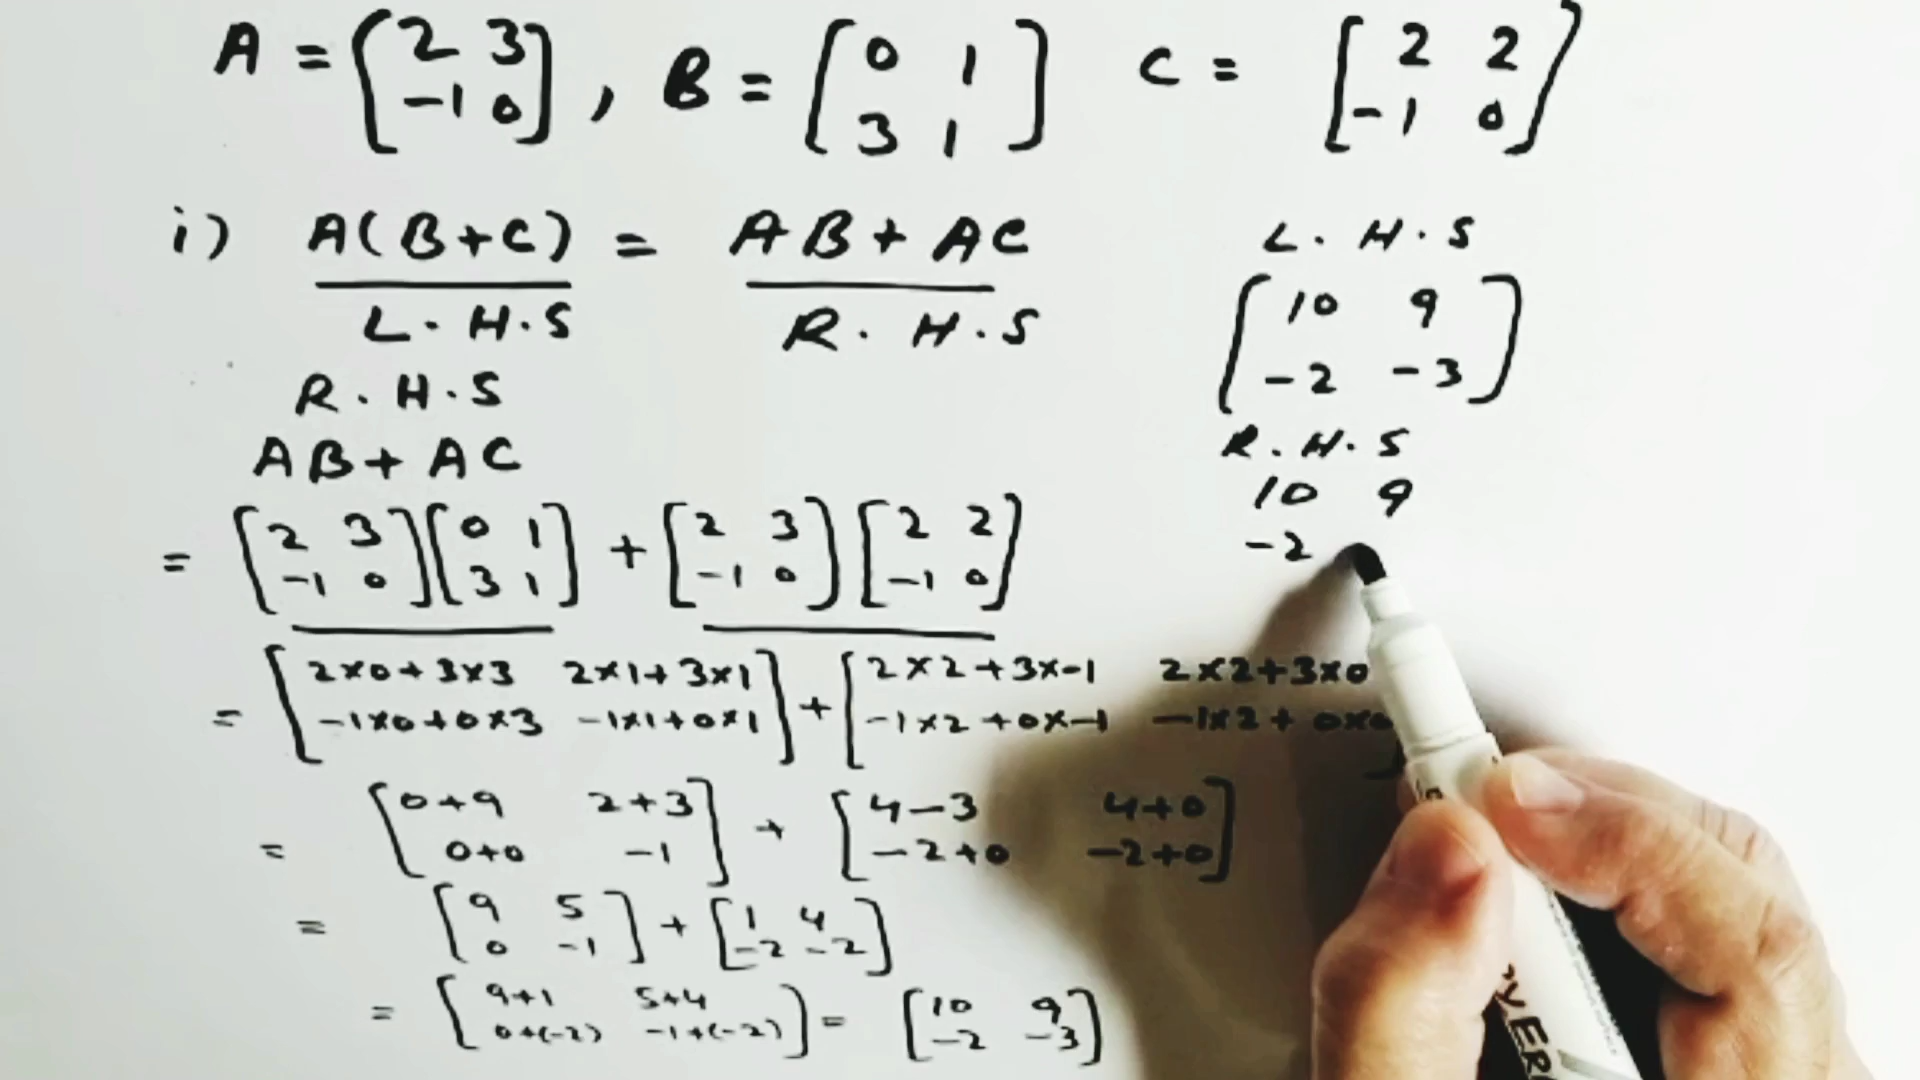 A = [2 3 -1 0], B = [0 1 3 1] C = [2 2 -1 0]
i) A(B+C) = AB + AC
L.H.S R.H.S
R.H.S
AB + AC
= [2 3 -1 0][0 1 3 1] + [2 3 -1 0][2 2 -1 0]
= [2×0+3×3 2×1+3×1 -1×0+0×3 -1×1+0×1] + [2×2+3×-1 2×2+3×0 -1×2+0×-1 -1×2+0×0]
= [0+9 2+3 0+0 -1] + [4-3 4+0 -2+0 -2+0]
= [9 5 0 -1] + [1 4 -2 -2]
= [9+1 5+4 0+(-2) -1+(-2)] = [10 9 -2 -3]
L.H.S
[10 9 -2 -3]
R.H.S
10 9
-2